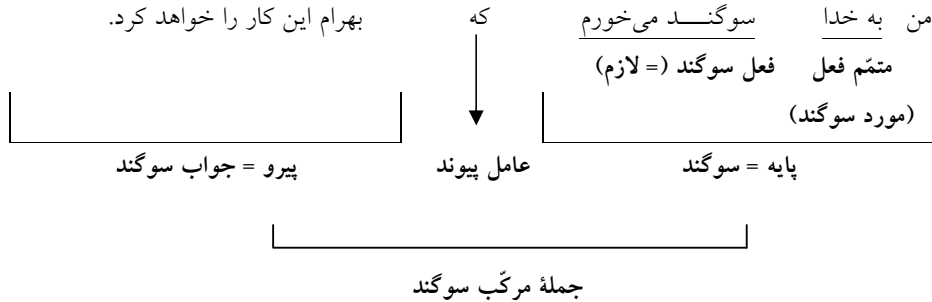 من به خدا سوگنـــد می‌خورم که بهرام این کار را خواهد کرد.
متمّم فعل فعل سوگند (= لازم)
(مورد سوگند)
پایه = سوگند عامل پیوند پیرو = جواب سوگند
جملهٔ مرکّب سوگند